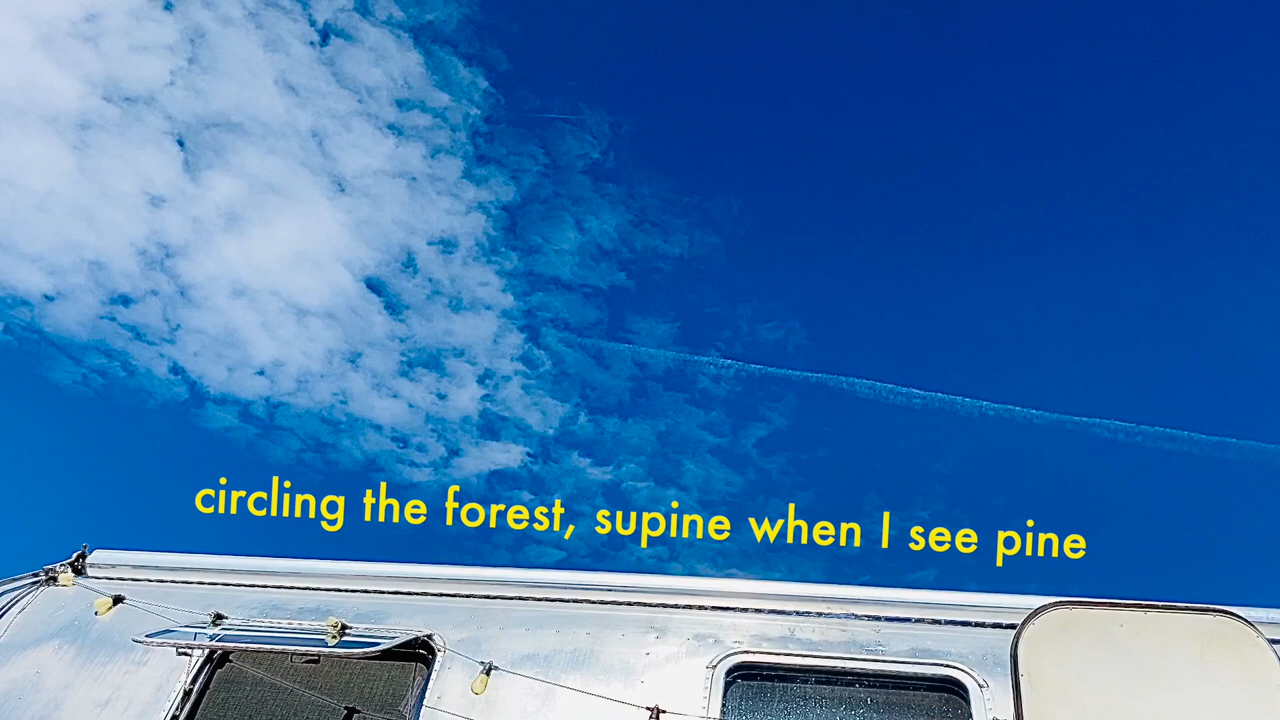 circling the forest, supine when I see pine